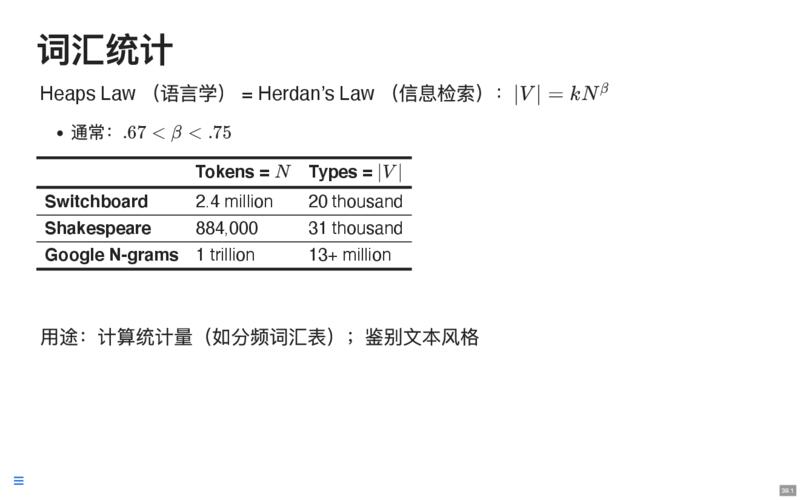 词汇统计
Heaps Law （语言学） = Herdan's Law （信息检索）：|V| = kN^β
• 通常：.67 < β < .75
Tokens = N Types = |V|
Switchboard 2.4 million 20 thousand
Shakespeare 884,000 31 thousand
Google N-grams 1 trillion 13+ million
用途：计算统计量（如分频词汇表）；鉴别文本风格
39.1